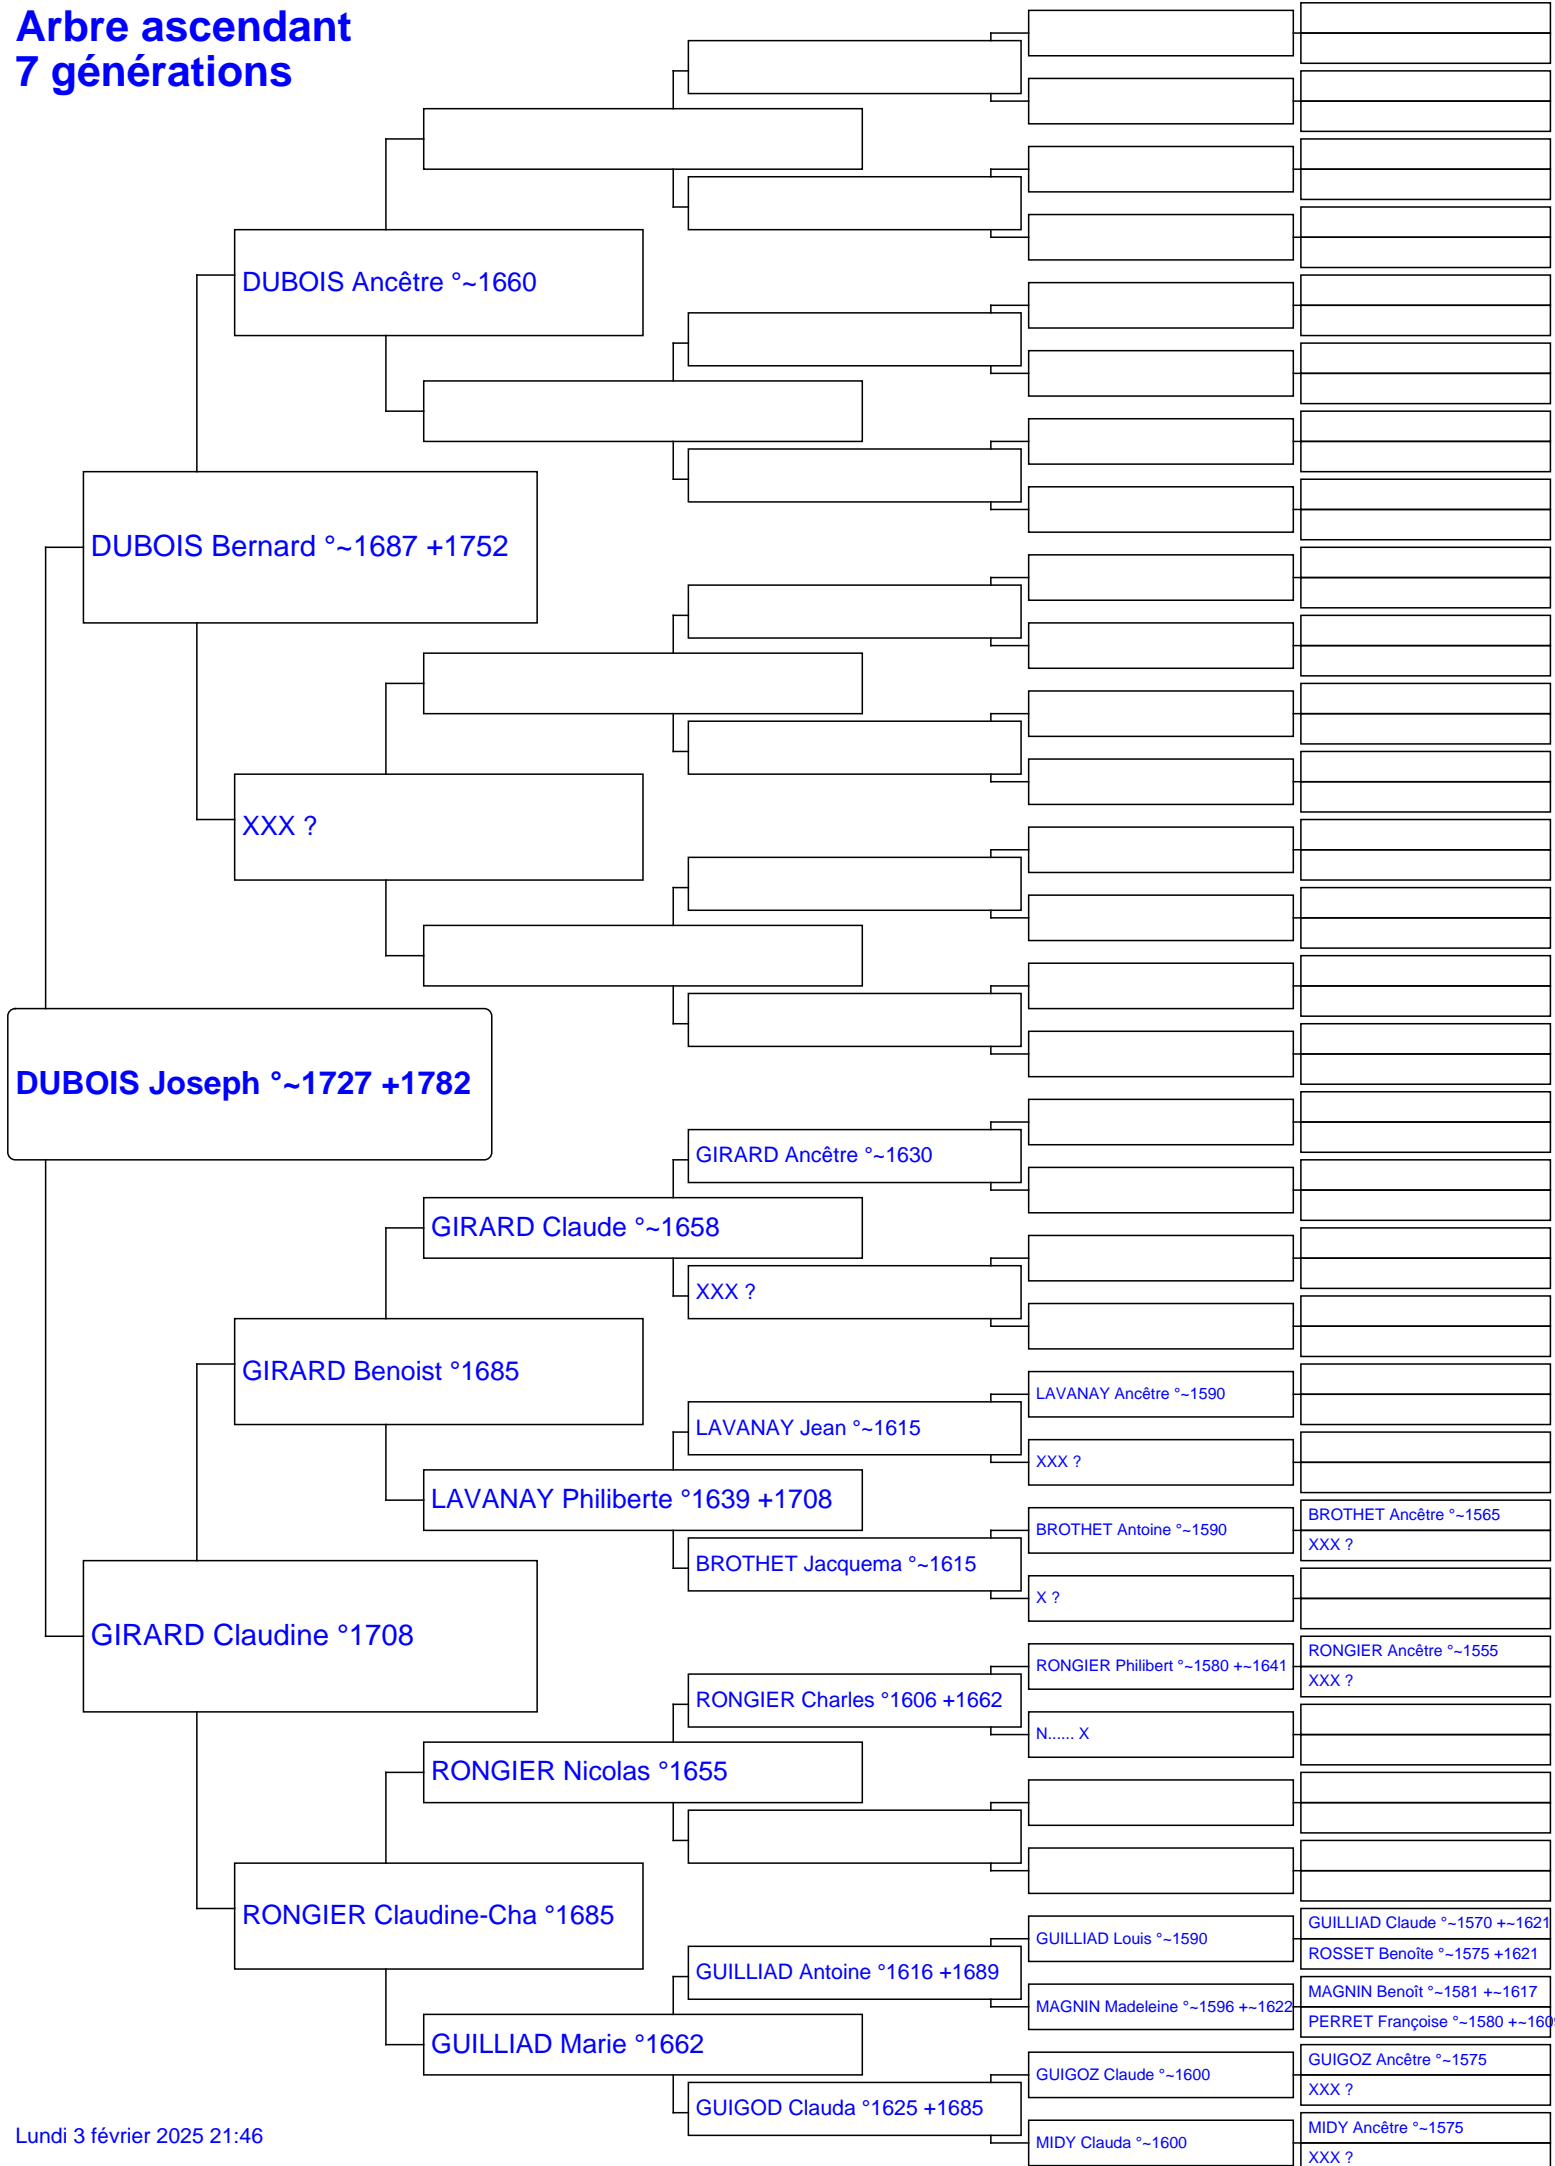 Arbre ascendant
7 générations
DUBOIS Ancêtre °~1660
DUBOIS Bernard °~1687 +1752
XXX ?
DUBOIS Joseph °~1727 +1782
GIRARD Ancêtre °~1630
GIRARD Claude °~1658
XXX ?
GIRARD Benoist °1685
LAVANAY Ancêtre °~1590
LAVANAY Jean °~1615
XXX ?
LAVANAY Philiberte °1639 +1708
BROTHET Ancêtre °~1565
BROTHET Antoine °~1590
XXX ?
BROTHET Jacquema °~1615
X ?
GIRARD Claudine °1708
RONGIER Ancêtre °~1555
RONGIER Philibert °~1580 +~1641
XXX ?
RONGIER Charles °1606 +1662
N...... X
RONGIER Nicolas °1655
RONGIER Claudine-Cha °1685
GUILLIAD Claude °~1570 +~1621
GUILLIAD Louis °~1590
ROSSET Benoîte °~1575 +1621
GUILLIAD Antoine °1616 +1689
MAGNIN Benoît °~1581 +~1617
MAGNIN Madeleine °~1596 +~1622
PERRET Françoise °~1580 +~160
GUILLIAD Marie °1662
GUIGOZ Ancêtre °~1575
GUIGOZ Claude °~1600
XXX ?
GUIGOD Clauda °1625 +1685
MIDY Ancêtre °~1575
MIDY Clauda °~1600
XXX ?
Lundi 3 février 2025 21:46